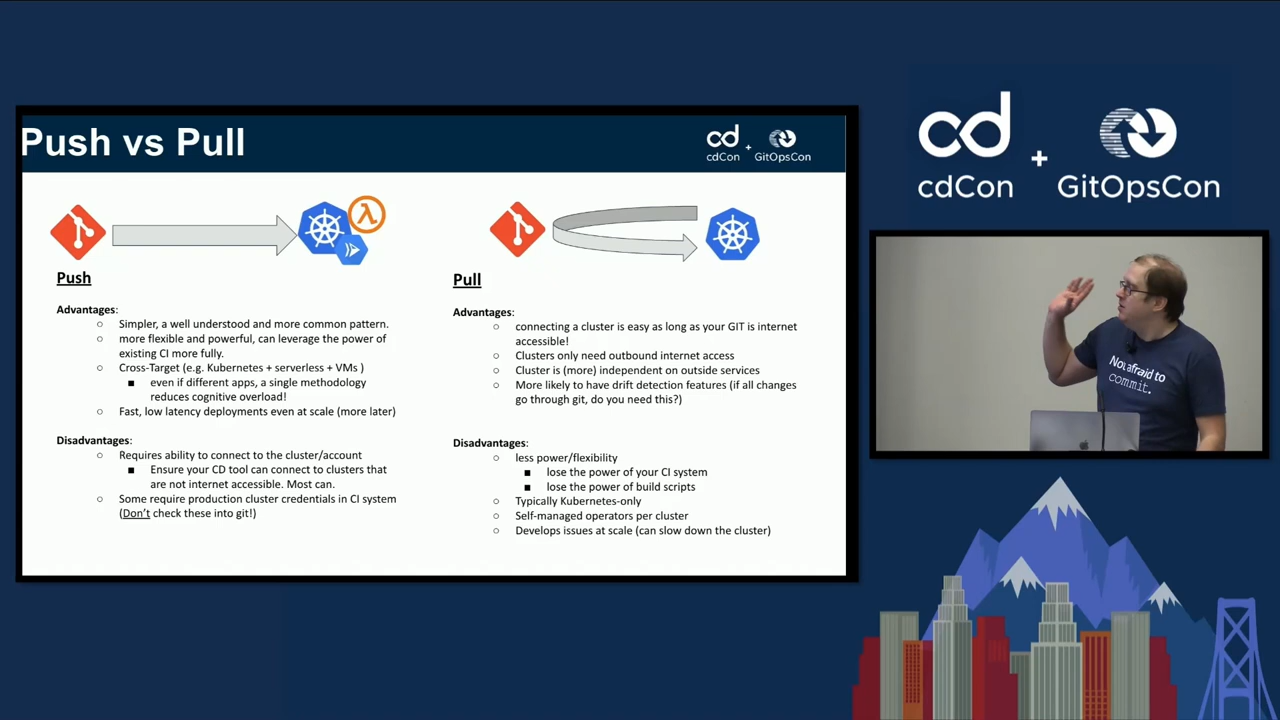 Push vs Pull
cd
cdCon
+
GitOpsCon
Push
Advantages:
Simpler, a well understood and more common pattern.
more flexible and powerful, can leverage the power of
existing CI more fully.
Cross-Target (e.g. Kubernetes + serverless + VMs )
even if different apps, a single methodology
reduces cognitive overload!
Fast, low latency deployments even at scale (more later)
Disadvantages:
Requires ability to connect to the cluster/account
Ensure your CD tool can connect to clusters that
are not internet accessible. Most can.
Some require production cluster credentials in CI system
(Don't check these into git!)
Pull
Advantages:
connecting a cluster is easy as long as your GIT is internet
accessible!
Clusters only need outbound internet access
Cluster is (more) independent on outside services
More likely to have drift detection features (if all changes
go through git, do you need this?)
Disadvantages:
less power/flexibility
lose the power of your CI system
lose the power of build scripts
Typically Kubernetes-only
Self-managed operators per cluster
Develops issues at scale (can slow down the cluster)
cd
cdCon
+
GitOpsCon
Not afraid to
commit.